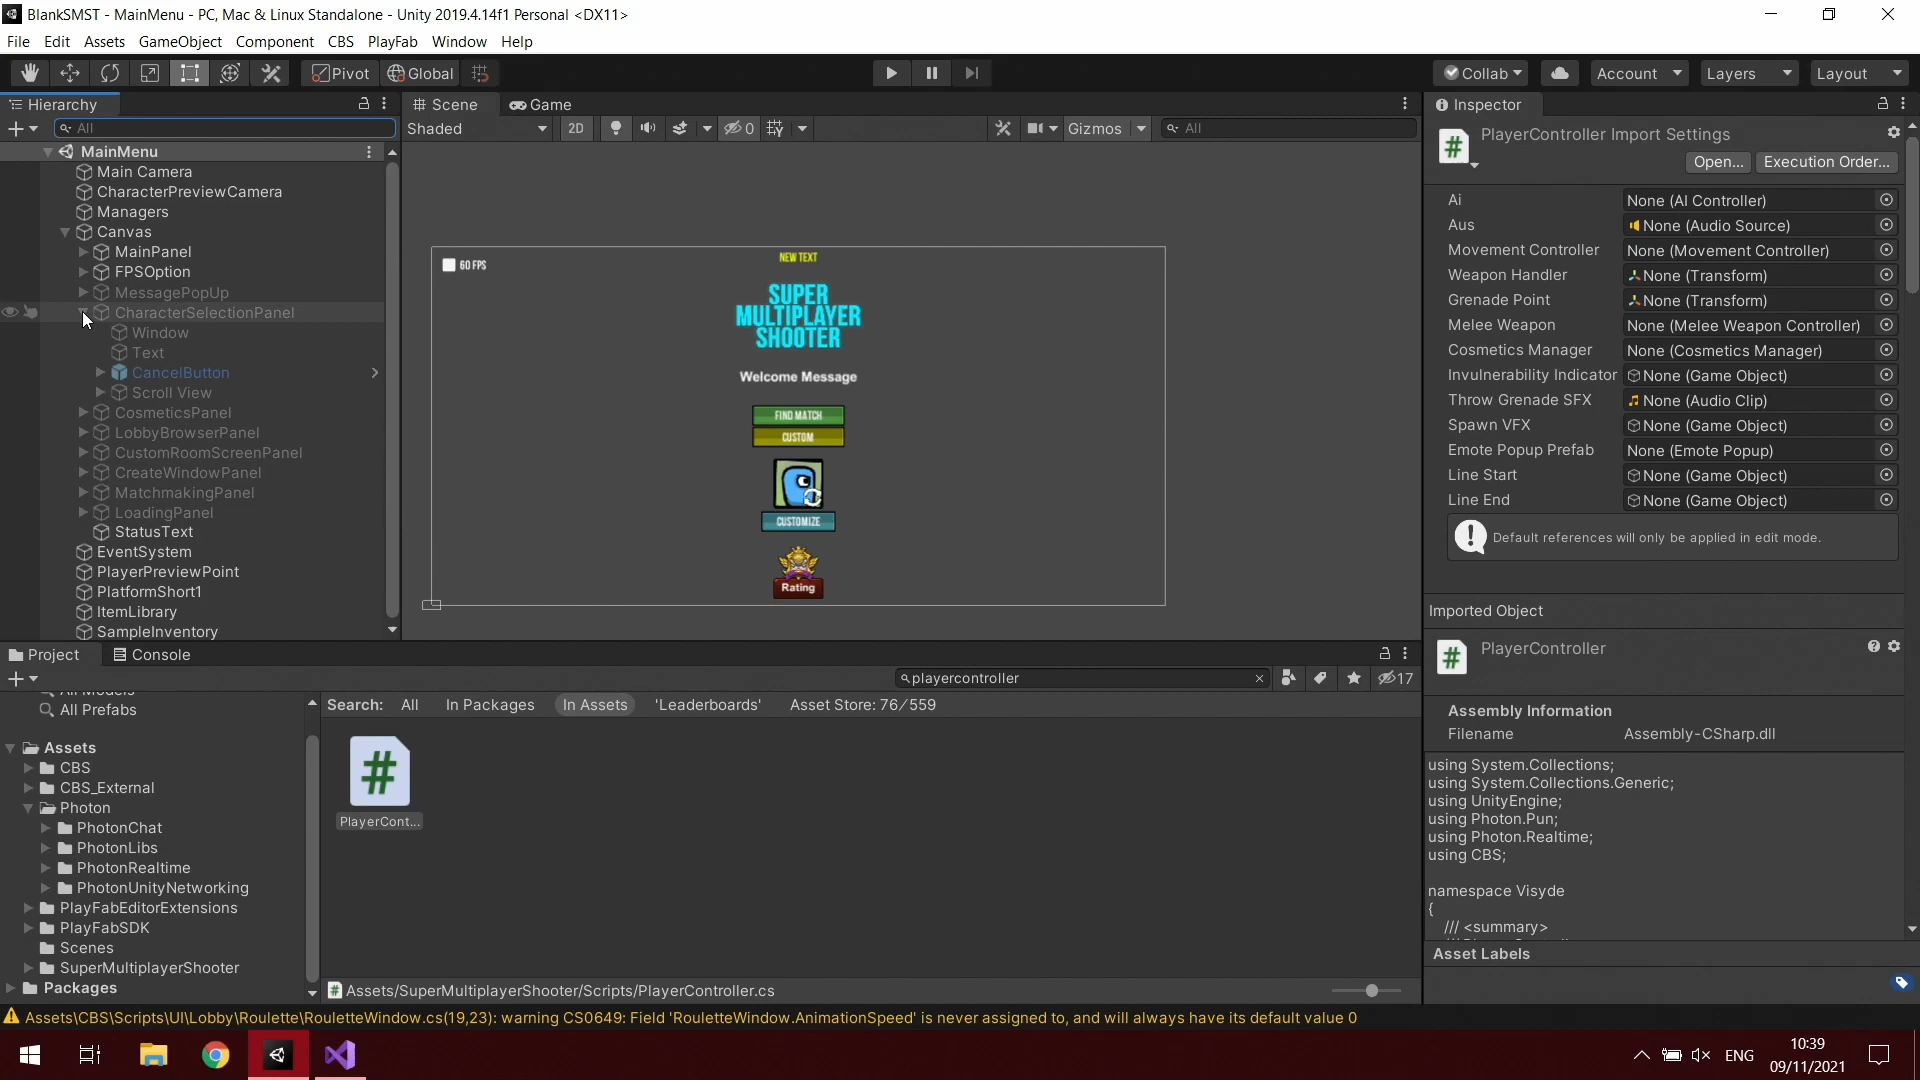 BlankSMST - MainMenu - PC, Mac & Linux Standalone - Unity 2019.4.14f1 Personal <DX11>
File Edit Assets GameObject Component CBS PlayFab Window Help
Pivot Global Collab Account Layers Layout
Hierarchy
All
MainMenu
Main Camera
CharacterPreviewCamera
Managers
Canvas
MainPanel
FPSOption
MessagePopUp
CharacterSelectionPanel
Window
Text
CancelButton
Scroll View
CosmeticsPanel
LobbyBrowserPanel
CustomRoomScreenPanel
CreateWindowPanel
MatchmakingPanel
LoadingPanel
StatusText
EventSystem
PlayerPreviewPoint
PlatformShort1
ItemLibrary
SampleInventory
Scene Game
Shaded 2D 0 Gizmos All
60 FPS
NEW TEXT
SUPER
MULTIPLAYER
SHOOTER
Welcome Message
FIND MATCH
CUSTOM
CUSTOMIZE
Rating
Inspector
PlayerController Import Settings
Open... Execution Order...
Ai None (AI Controller)
Aus None (Audio Source)
Movement Controller None (Movement Controller)
Weapon Handler None (Transform)
Grenade Point None (Transform)
Melee Weapon None (Melee Weapon Controller)
Cosmetics Manager None (Cosmetics Manager)
Invulnerability Indicator None (Game Object)
Throw Grenade SFX None (Audio Clip)
Spawn VFX None (Game Object)
Emote Popup Prefab None (Emote Popup)
Line Start None (Game Object)
Line End None (Game Object)
Default references will only be applied in edit mode.
Imported Object
PlayerController
Assembly Information
Filename Assembly-CSharp.dll
using System.Collections;
using System.Collections.Generic;
using UnityEngine;
using Photon.Pun;
using Photon.Realtime;
using CBS;
namespace Visyde
{
/// <summary>
Asset Labels
Project Console
playercontroller 17
All Prefabs
Assets
CBS
CBS_External
Photon
PhotonChat
PhotonLibs
PhotonRealtime
PhotonUnityNetworking
PlayFabEditorExtensions
PlayFabSDK
Scenes
SuperMultiplayerShooter
Packages
Search: All In Packages In Assets 'Leaderboards' Asset Store: 76/559
PlayerCont...
Assets/SuperMultiplayerShooter/Scripts/PlayerController.cs
Assets\CBS\Scripts\UI\Lobby\Roulette\RouletteWindow.cs(19,23): warning CS0649: Field 'RouletteWindow.AnimationSpeed' is never assigned to, and will always have its default value 0
ENG
10:39
09/11/2021